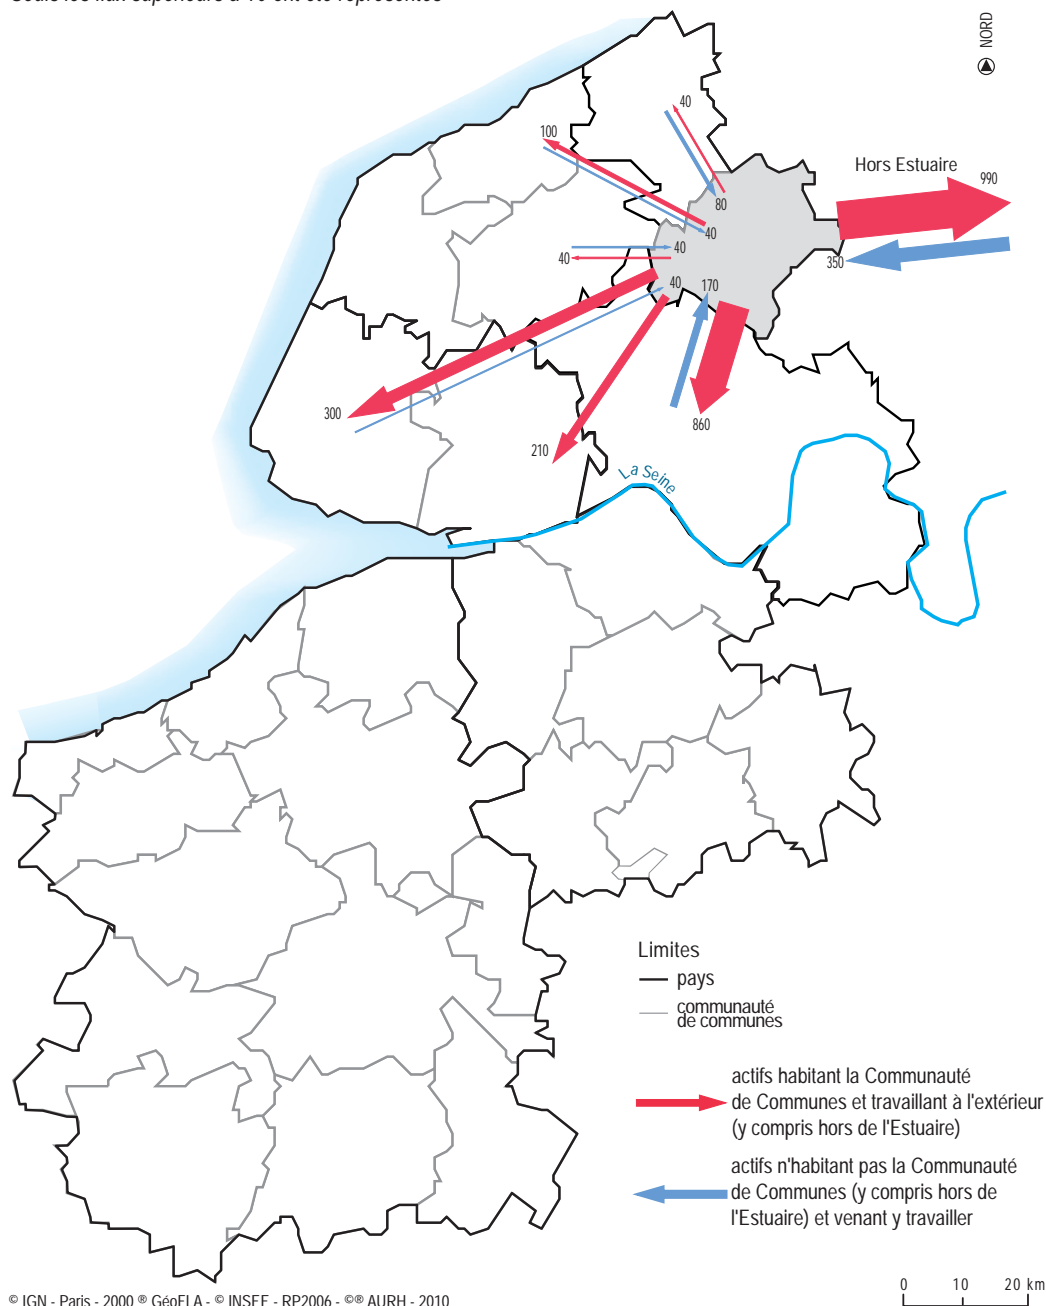 NORD
40
100
Hors Estuaire
990
80
40
40
40
350
40
170
300
860
210
La Seine
Limites
pays
communauté
de communes
actifs habitant la Communauté
de Communes et travaillant à l'extérieur
(y compris hors de l'Estuaire)
actifs n'habitant pas la Communauté
de Communes (y compris hors de
l'Estuaire) et venant y travailler
0 10 20 km
© IGN - Paris - 2000 ® GéoFLA - © INSEE - RP2006 - ©® AURH - 2010